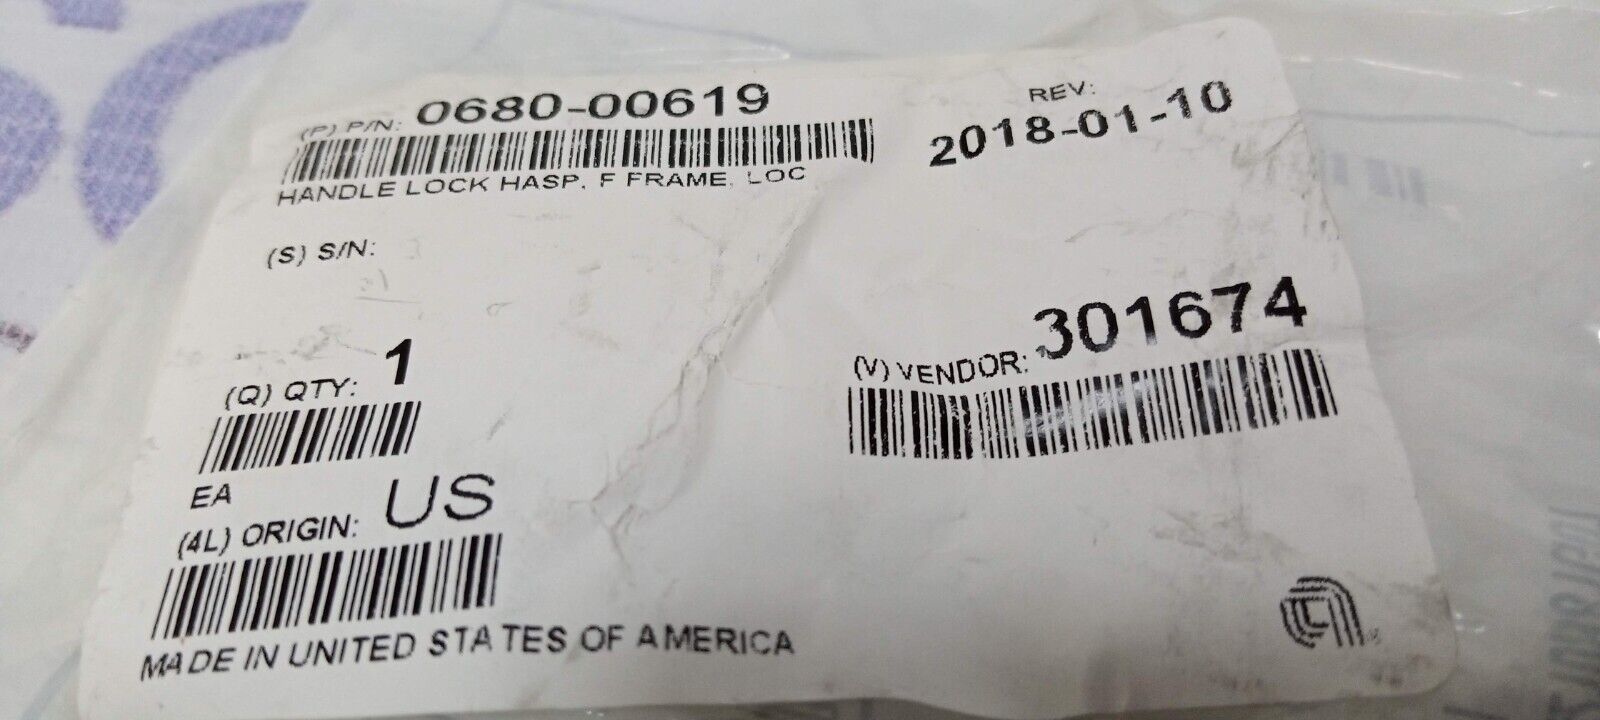 (P) P/N: 0680-00619
REV:
2018-01-10
HANDLE LOCK HASP, F FRAME, LOC
(S) S/N:
(Q) QTY: 1
(V) VENDOR: 301674
EA
(4L) ORIGIN: US
MADE IN UNITED STATES OF AMERICA